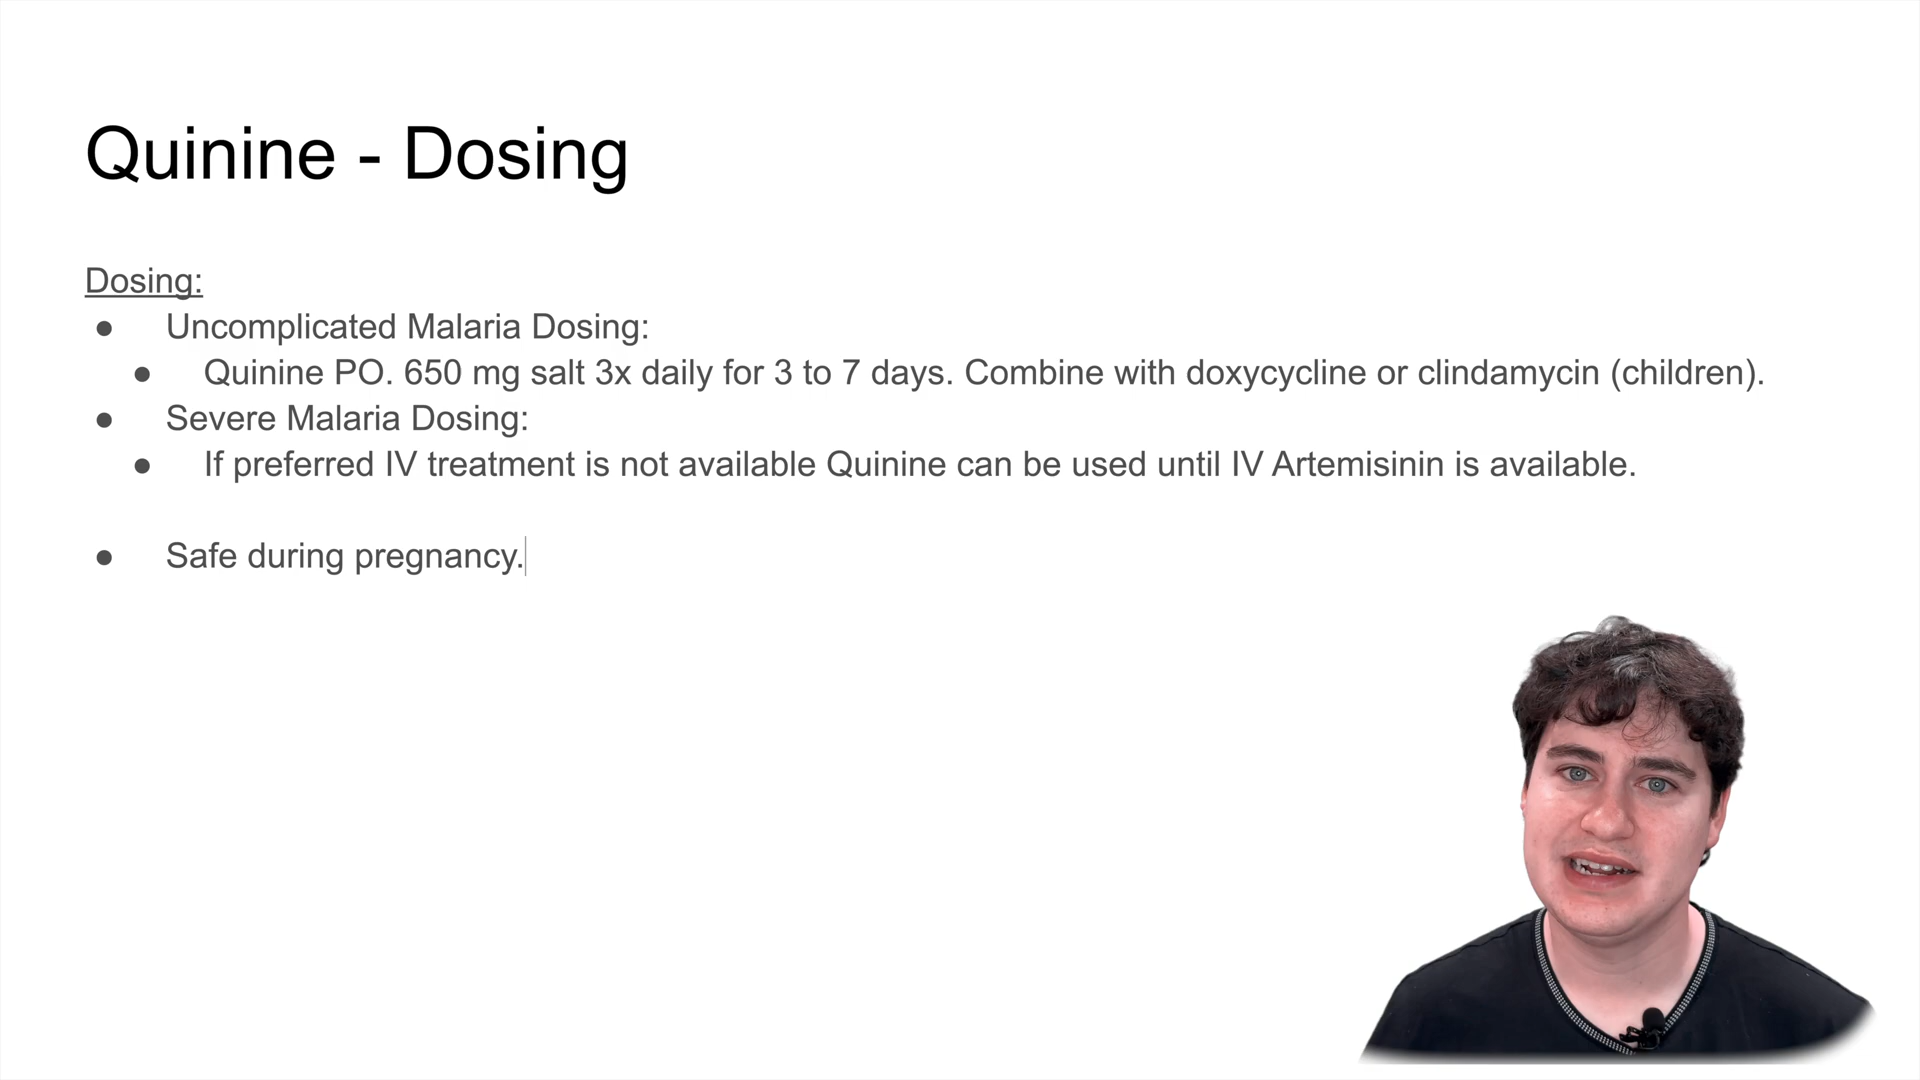 Quinine - Dosing
Dosing:
● Uncomplicated Malaria Dosing:
● Quinine PO. 650 mg salt 3x daily for 3 to 7 days. Combine with doxycycline or clindamycin (children).
● Severe Malaria Dosing:
● If preferred IV treatment is not available Quinine can be used until IV Artemisinin is available.
● Safe during pregnancy.